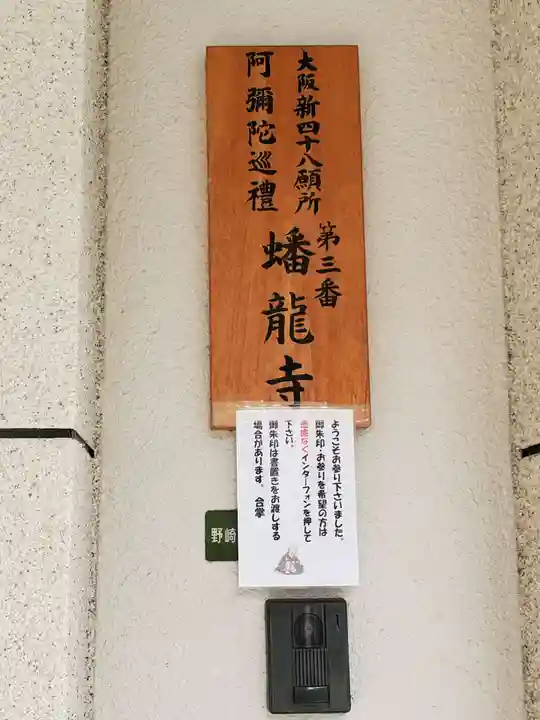 大阪新四十八願所
阿彌陀巡禮
第三番
蟠龍寺
ようこそお参り下さいました。
御朱印・お参りを希望の方は
遠慮なくインターフォンを押して
下さい。
御朱印は書置きをお渡しする
場合があります。 合掌
野崎